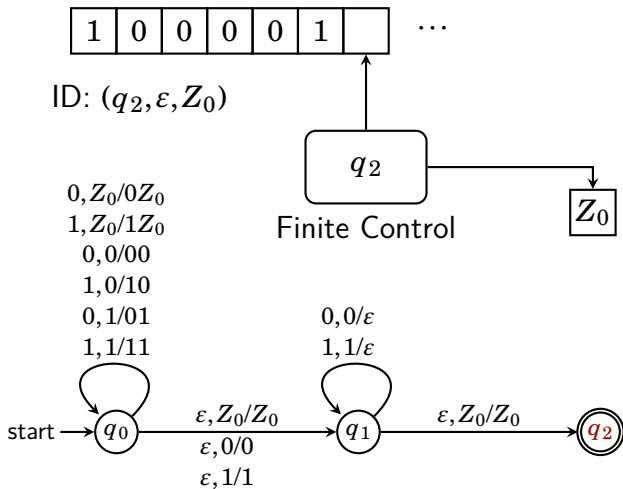 1 0 0 0 0 1 ...
ID: (q₂, ε, Z₀)
q₂
Z₀
Finite Control
0, Z₀/0Z₀
1, Z₀/1Z₀
0, 0/00
1, 0/10
0, 1/01
1, 1/11
0, 0/ε
1, 1/ε
start
q₀
ε, Z₀/Z₀
ε, 0/0
ε, 1/1
q₁
ε, Z₀/Z₀
q₂